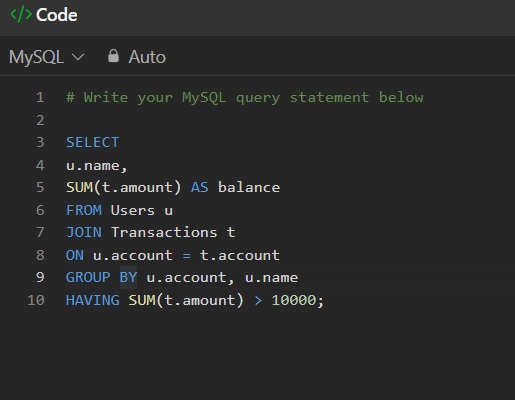 </> Code
MySQL Auto
1 # Write your MySQL query statement below
2
3 SELECT
4 u.name,
5 SUM(t.amount) AS balance
6 FROM Users u
7 JOIN Transactions t
8 ON u.account = t.account
9 GROUP BY u.account, u.name
10 HAVING SUM(t.amount) > 10000;